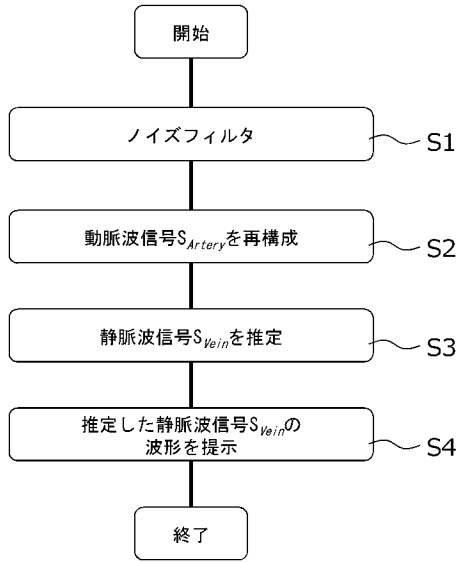 開始
ノイズフィルタ
S1
動脈波信号S_Arteryを再構成
S2
静脈波信号S_Veinを推定
S3
推定した静脈波信号S_Veinの
波形を提示
S4
終了